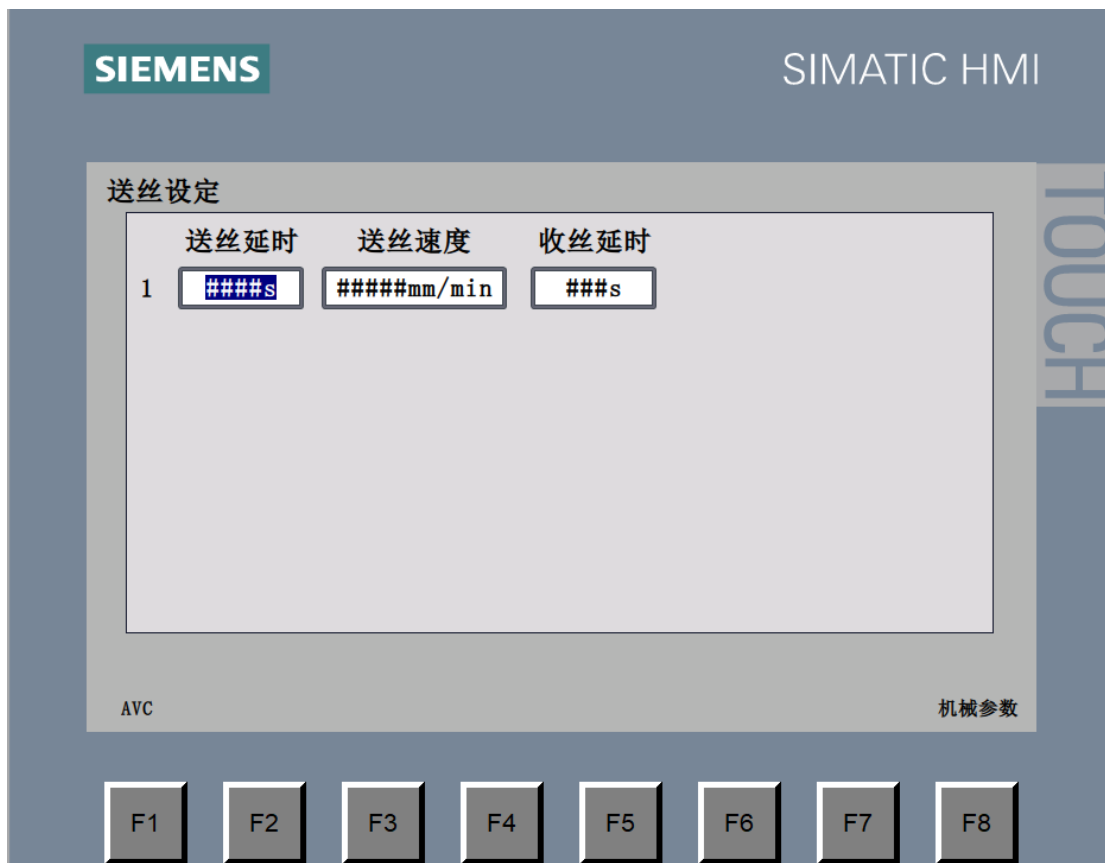 SIEMENS
SIMATIC HMI
TOUCH
送丝设定
送丝延时 送丝速度 收丝延时
1 ####s #####mm/min ###s
AVC 机械参数
F1 F2 F3 F4 F5 F6 F7 F8